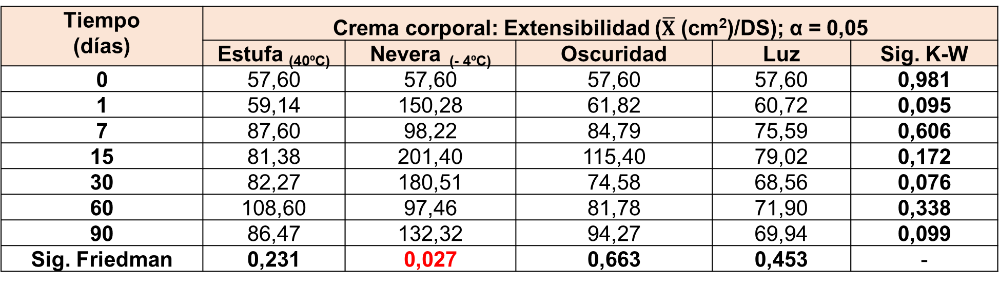 Tiempo
(días)
Crema corporal: Extensibilidad (X̅ (cm²)/DS); α = 0,05
Estufa (40ºC) Nevera (- 4ºC) Oscuridad Luz Sig. K-W
0 57,60 57,60 57,60 57,60 0,981
1 59,14 150,28 61,82 60,72 0,095
7 87,60 98,22 84,79 75,59 0,606
15 81,38 201,40 115,40 79,02 0,172
30 82,27 180,51 74,58 68,56 0,076
60 108,60 97,46 81,78 71,90 0,338
90 86,47 132,32 94,27 69,94 0,099
Sig. Friedman 0,231 0,027 0,663 0,453 -